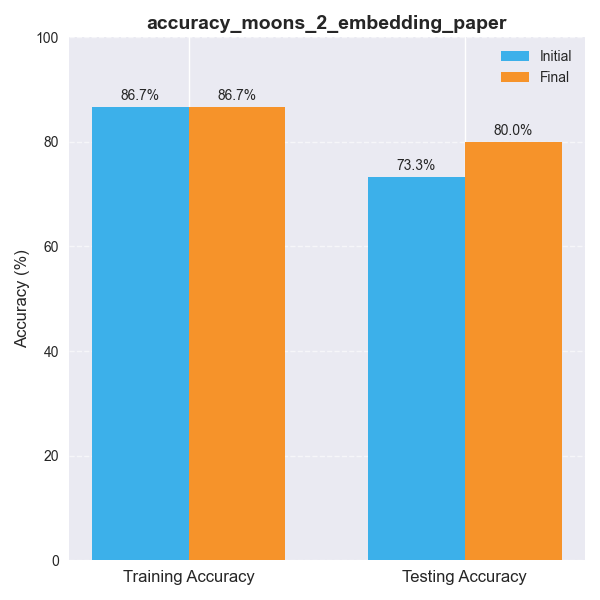 accuracy_moons_2_embedding_paper
100
80
60
40
20
0
Accuracy (%)
Initial
Final
86.7%
86.7%
73.3%
80.0%
Training Accuracy
Testing Accuracy